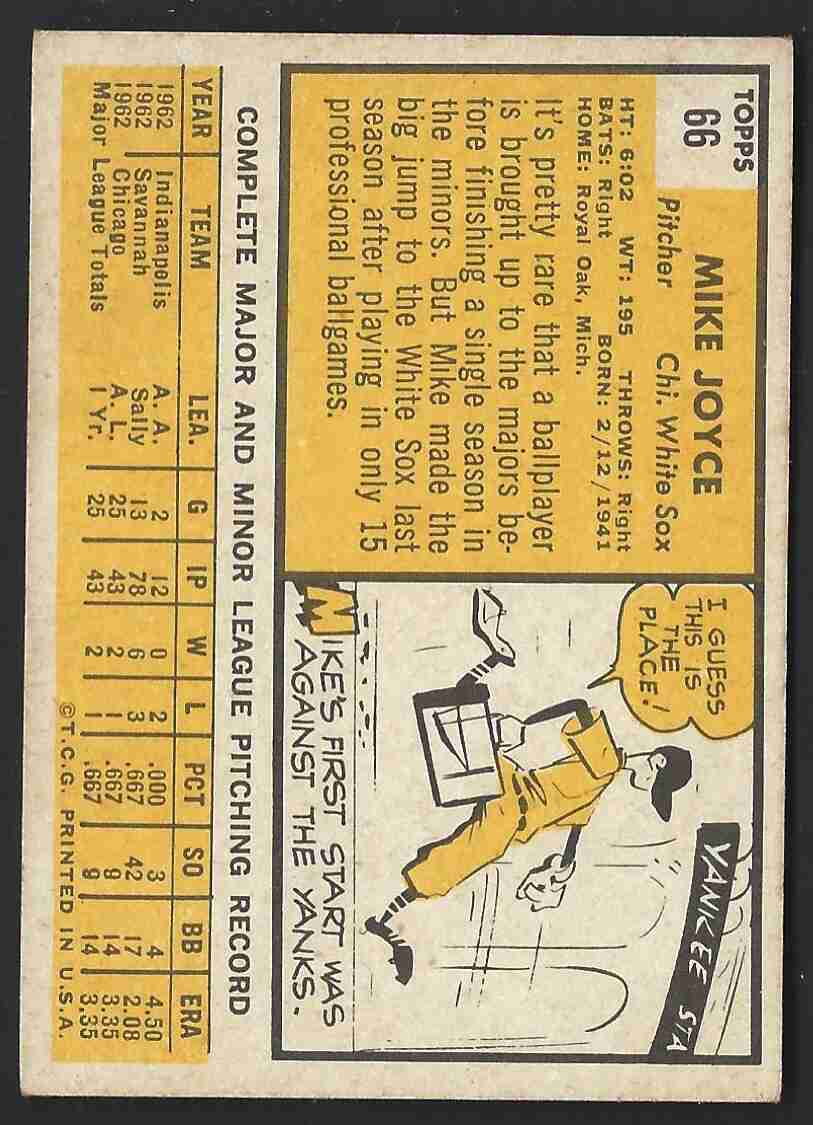 TOPPS
66
MIKE JOYCE
Pitcher Chi. White Sox
HT: 6:02 WT: 195 THROWS: Right
BATS: Right BORN: 2/12/1941
HOME: Royal Oak, Mich.
It's pretty rare that a ballplayer
is brought up to the majors be-
fore finishing a single season in
the minors. But Mike made the
big jump to the White Sox last
season after playing in only 15
professional ballgames.
I GUESS
THIS IS
THE
PLACE!
YANKEE STA
MIKE'S FIRST START WAS
AGAINST THE YANKS.
COMPLETE MAJOR AND MINOR LEAGUE PITCHING RECORD
YEAR TEAM LEA. G IP W L PCT SO BB ERA
1962 Indianapolis A. A. 2 12 0 2 .000 3 4 4.50
1962 Savannah Sally 13 78 6 3 .667 42 17 2.08
1962 Chicago A. L. 25 43 2 1 .667 9 14 3.35
Major League Totals 1 Yr. 25 43 2 1 .667 9 14 3.35
©T.C.G. PRINTED IN U.S.A.